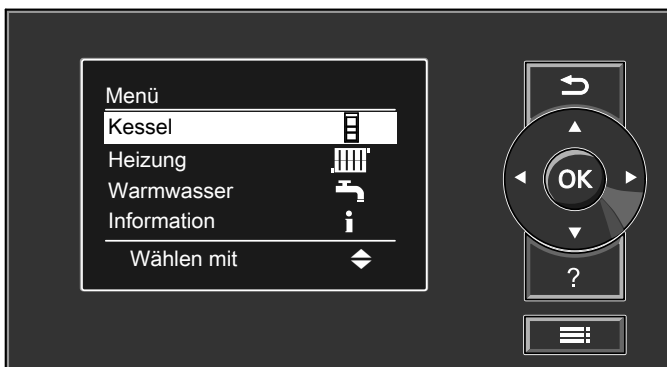 Menü
Kessel
Heizung
Warmwasser
Information
Wählen mit
OK
?